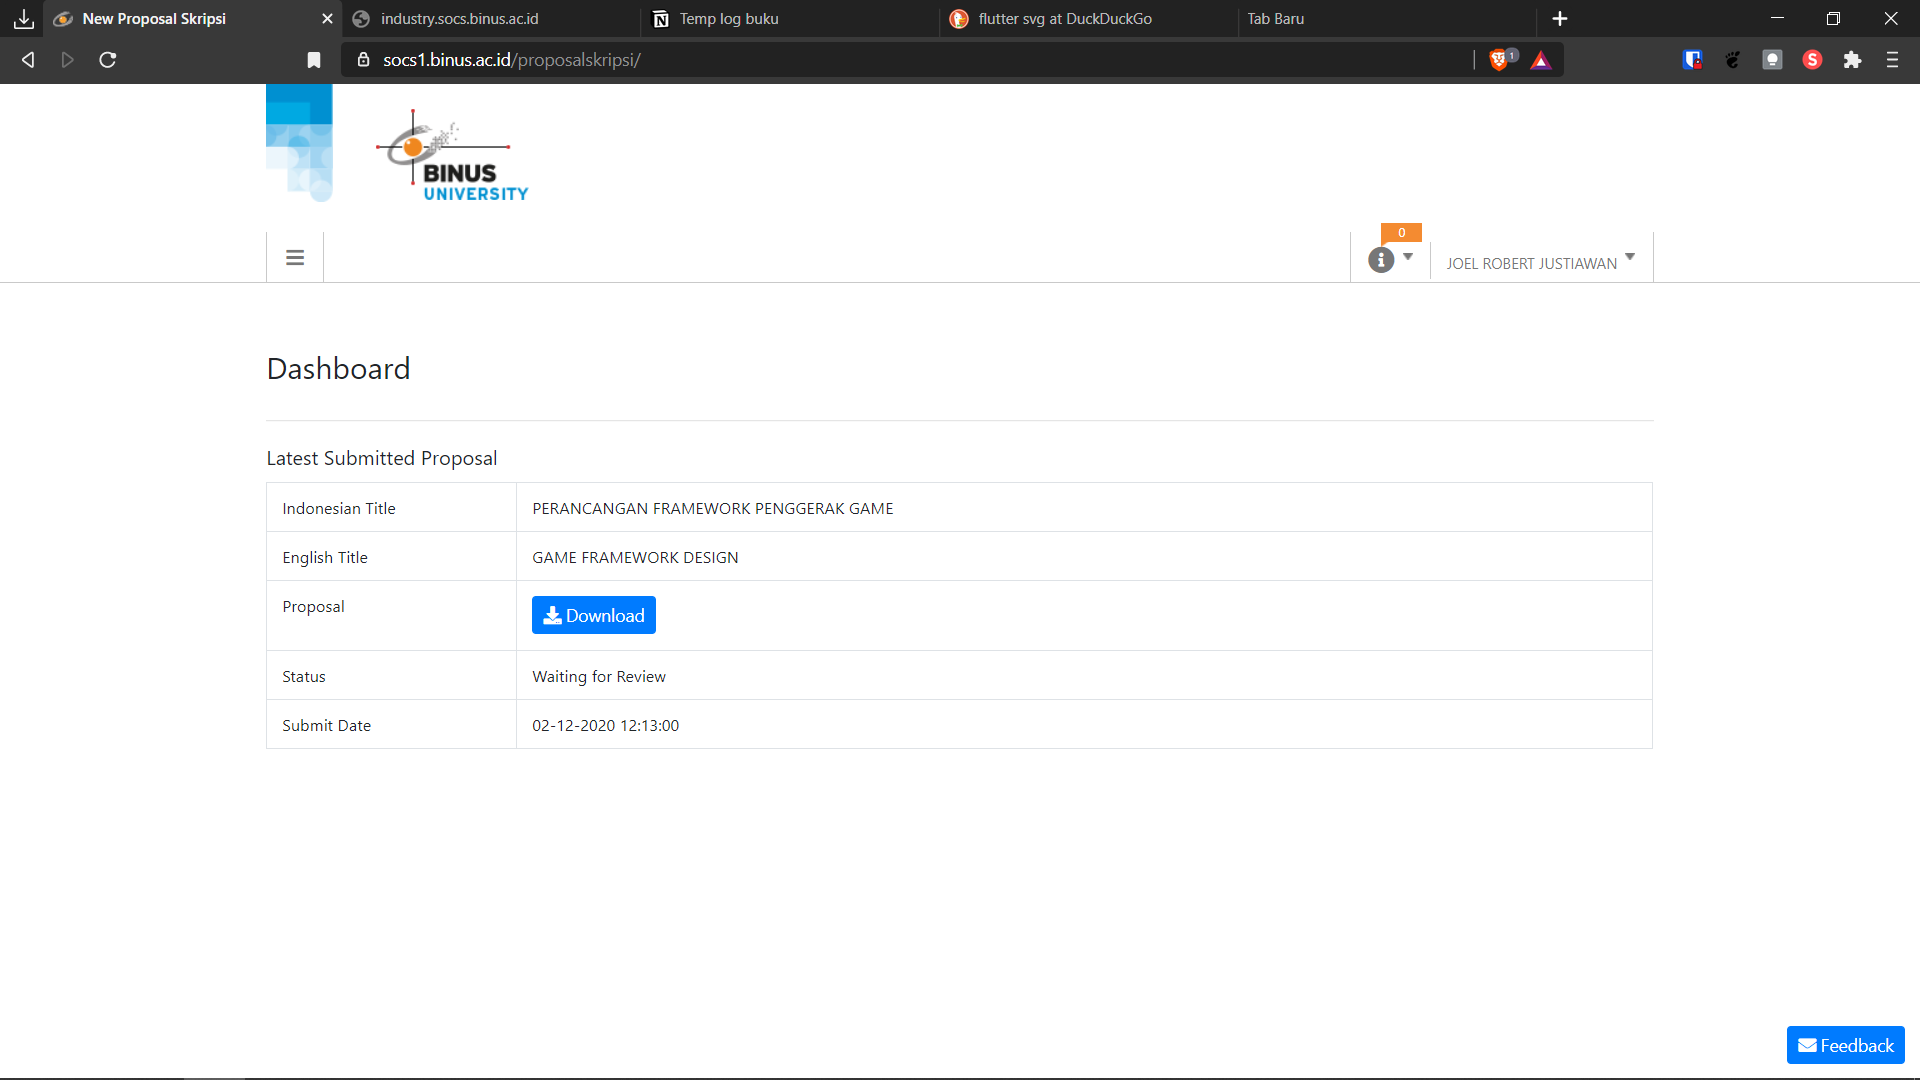 New Proposal Skripsi
industry.socs.binus.ac.id
Temp log buku
flutter svg at DuckDuckGo
Tab Baru
socs1.binus.ac.id/proposalskripsi/
1
S
BINUS
UNIVERSITY
0
JOEL ROBERT JUSTIAWAN
Dashboard
Latest Submitted Proposal
Indonesian Title PERANCANGAN FRAMEWORK PENGGERAK GAME
English Title GAME FRAMEWORK DESIGN
Proposal Download
Status Waiting for Review
Submit Date 02-12-2020 12:13:00
Feedback